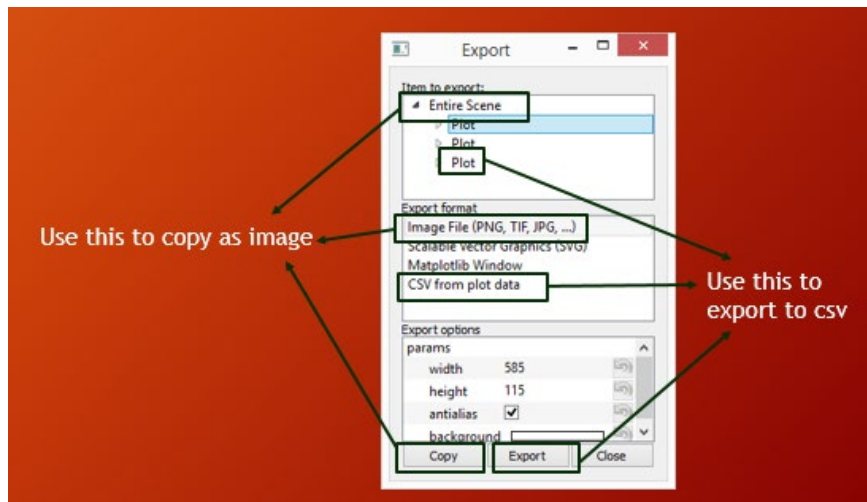 Export
Item to export:
Entire Scene
Plot
Plot
Plot
Export format
Image File (PNG, TIF, JPG, ...)
Scalable Vector Graphics (SVG)
Matplotlib Window
CSV from plot data
Export options
params
width 585
height 115
antialias
background
Copy Export Close
Use this to copy as image
Use this to
export to csv